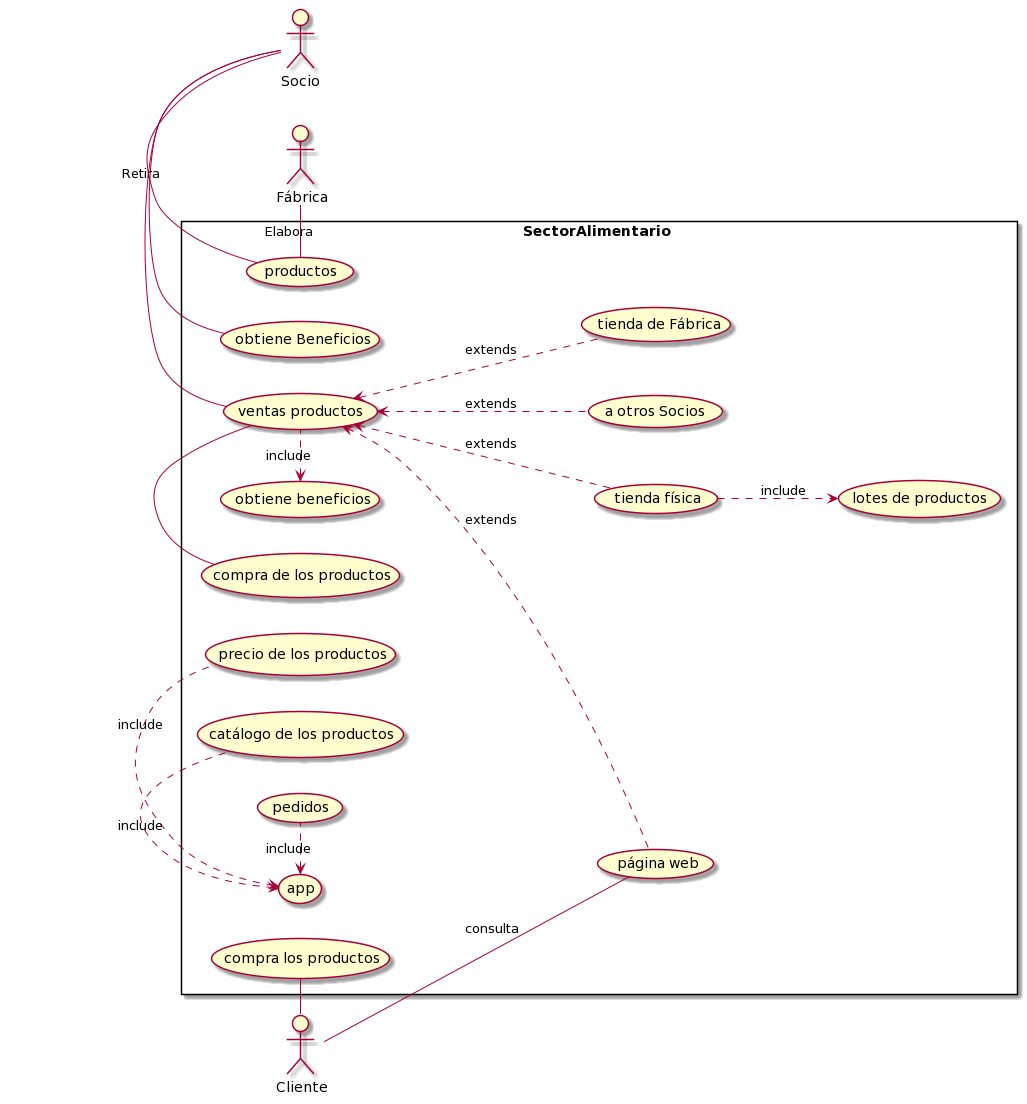 Socio
Retira
Fábrica
Elabora
SectorAlimentario
productos
tienda de Fábrica
obtiene Beneficios
extends
ventas productos
extends
a otros Socios
extends
include
obtiene beneficios
tienda física
include
lotes de productos
extends
compra de los productos
precio de los productos
include
catálogo de los productos
pedidos
include
include
página web
app
consulta
compra los productos
Cliente